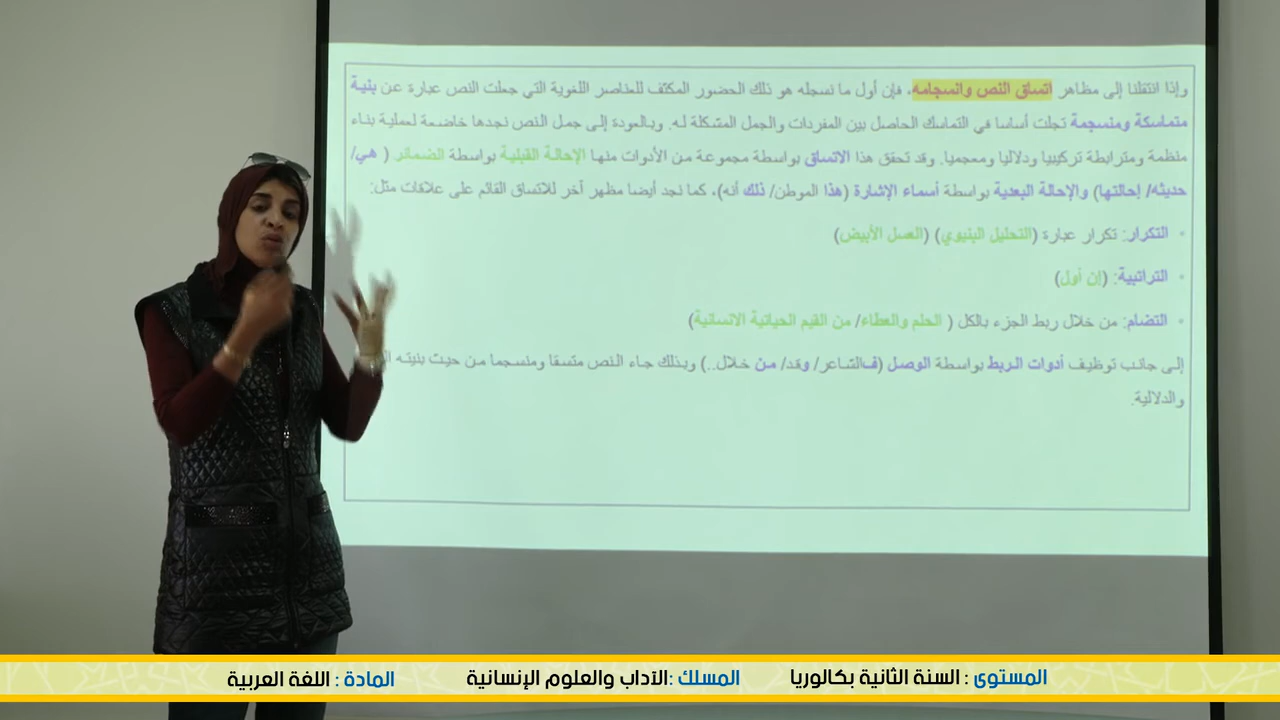 وإذا انتقلنا إلى مظاهر اتساق النص وانسجامه، فإن أول ما نسجله هو ذلك الحضور المكثف للعناصر اللغوية التي جعلت النص عبارة عن بنية
متماسكة ومنسجمة تجلت أساسا في التماسك الحاصل بين المفردات والجمل المشكلة له. وبالعودة إلى جمل النص نجدها خاضعة لعملية بناء
منظمة ومترابطة تركيبيا ودلاليا ومعجميا. وقد تحقق هذا الاتساق بواسطة مجموعة من الأدوات منها الإحالة القبلية بواسطة الضمائر ( هي/
حديثه/ إحالتها) والإحالة البعدية بواسطة أسماء الإشارة (هذا الموطن/ ذلك أنه)، كما نجد أيضا مظهر آخر للاتساق القائم على علاقات مثل:
• التكرار: تكرار عبارة (التحليل البنيوي) (العسل الأبيض)
• التراتبية: (إن أول)
• التضام: من خلال ربط الجزء بالكل ( الحلم والعطاء/ من القيم الحياتية الانسانية)
إلى جانب توظيف أدوات الربط بواسطة الوصل (فالشاعر/ وقد/ من خلال..) وبذلك جاء النص متسقا ومنسجما من حيث بنيته
والدلالية.
المستوى : السنة الثانية بكالوريا المسلك :الآداب والعلوم الإنسانية المادة : اللغة العربية